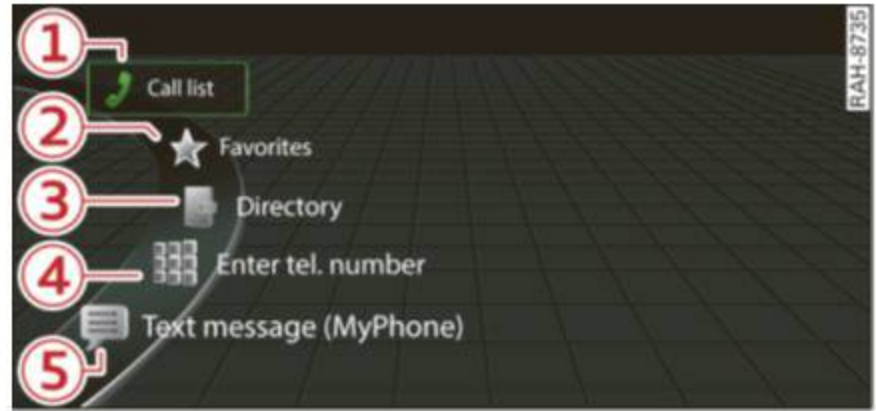 1
Call list
2
Favorites
3
Directory
4
Enter tel. number
5
Text message (MyPhone)
RAH-8735